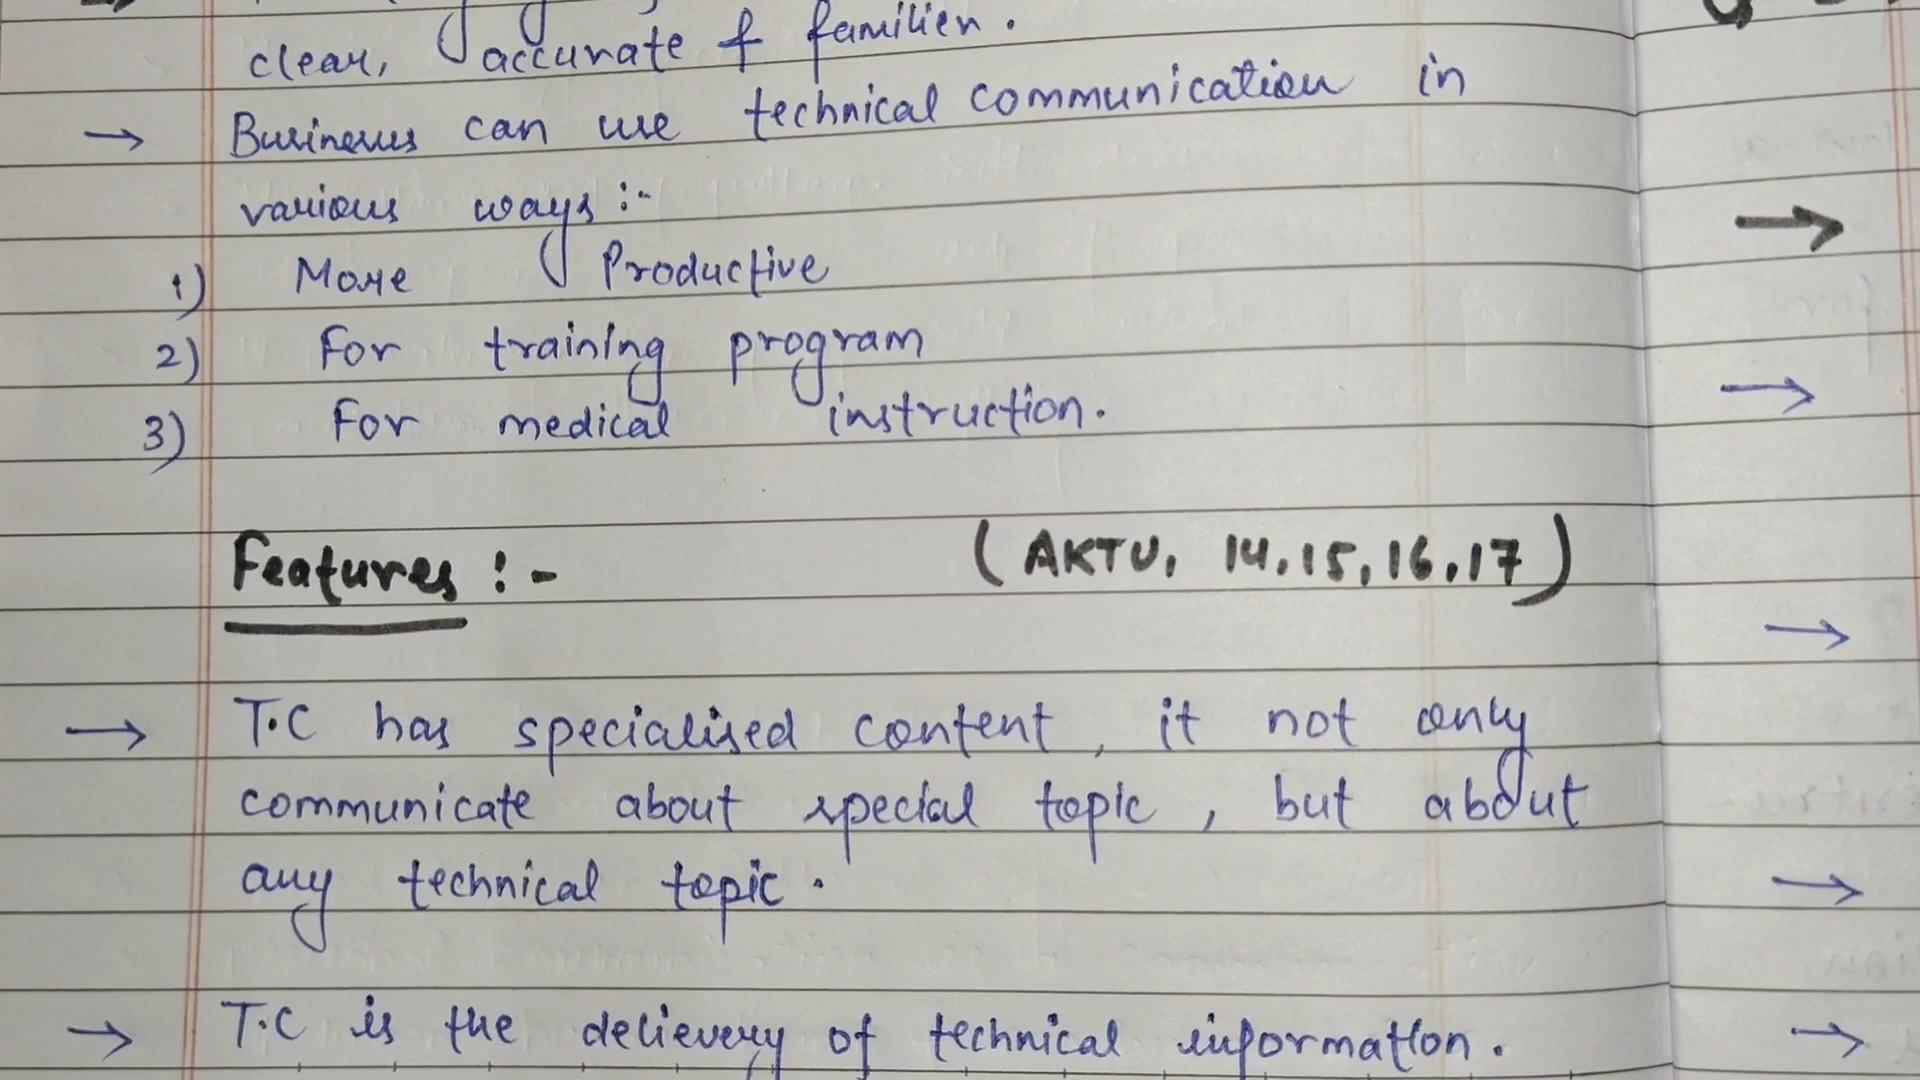 clear, accurate & familier.
→ Busineses can use technical communication in
various ways :-
1) More Productive
2) For training program
3) For medical instruction.
Features :- (AKTU, 14,15,16,17)
→ T.C has specialised content, it not only
communicate about special topic, but about
any technical topic.
→ T.C is the delievery of technical information.